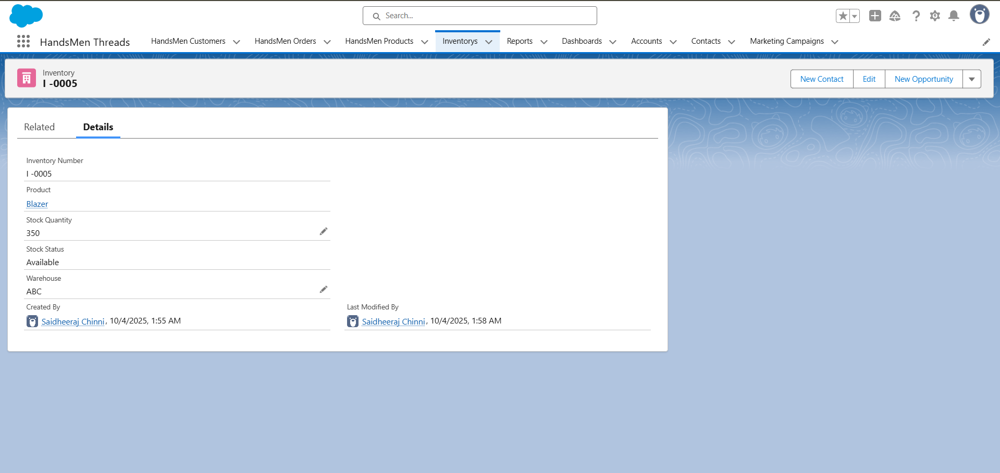 Search...
HandsMen Threads
HandsMen Customers
HandsMen Orders
HandsMen Products
Inventorys
Reports
Dashboards
Accounts
Contacts
Marketing Campaigns
Inventory
I -0005
New Contact
Edit
New Opportunity
Related
Details
Inventory Number
I -0005
Product
Blazer
Stock Quantity
350
Stock Status
Available
Warehouse
ABC
Created By
Saidheeraj Chinni, 10/4/2025, 1:55 AM
Last Modified By
Saidheeraj Chinni, 10/4/2025, 1:58 AM